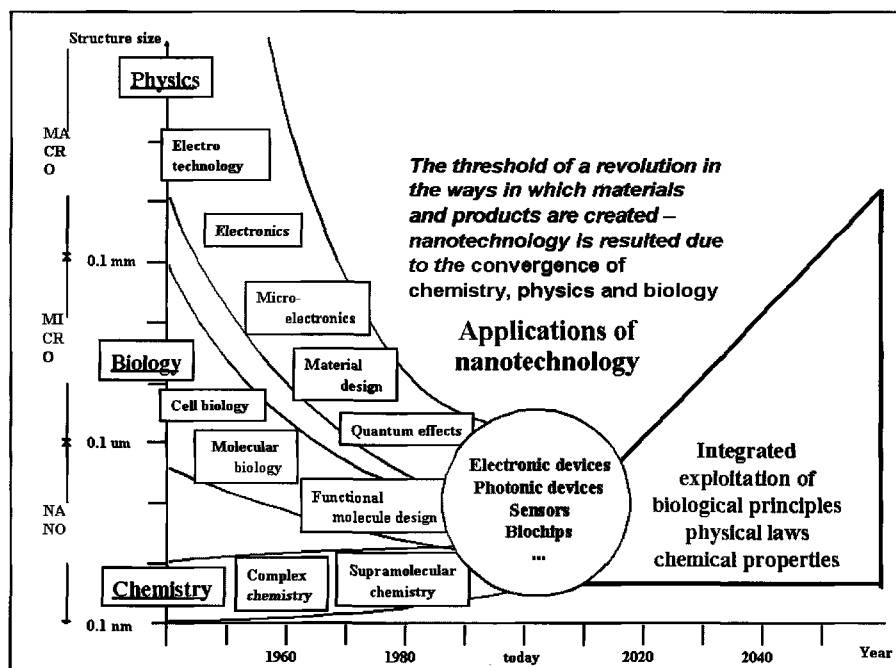 Structure size
Physics
MA
CR
O
Electro
technology
Electronics
0.1 mm
Micro-
electronics
MI
CR
O
Biology
Material
design
Cell biology
Quantum effects
0.1 um
Molecular
biology
Functional
molecule design
NA
NO
Chemistry
Complex
chemistry
Supramolecular
chemistry
0.1 nm
The threshold of a revolution in
the ways in which materials
and products are created –
nanotechnology is resulted due
to the convergence of
chemistry, physics and biology
Applications of
nanotechnology
Electronic devices
Photonic devices
Sensors
Biochips
...
Integrated
exploitation of
biological principles
physical laws
chemical properties
1960
1980
today
2020
2040
Year